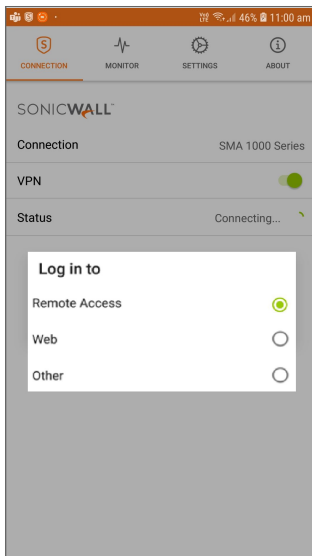 46% 11:00 am
CONNECTION MONITOR SETTINGS ABOUT
SONICWALL™
Connection SMA 1000 Series
VPN
Status Connecting...
Log in to
Remote Access
Web
Other